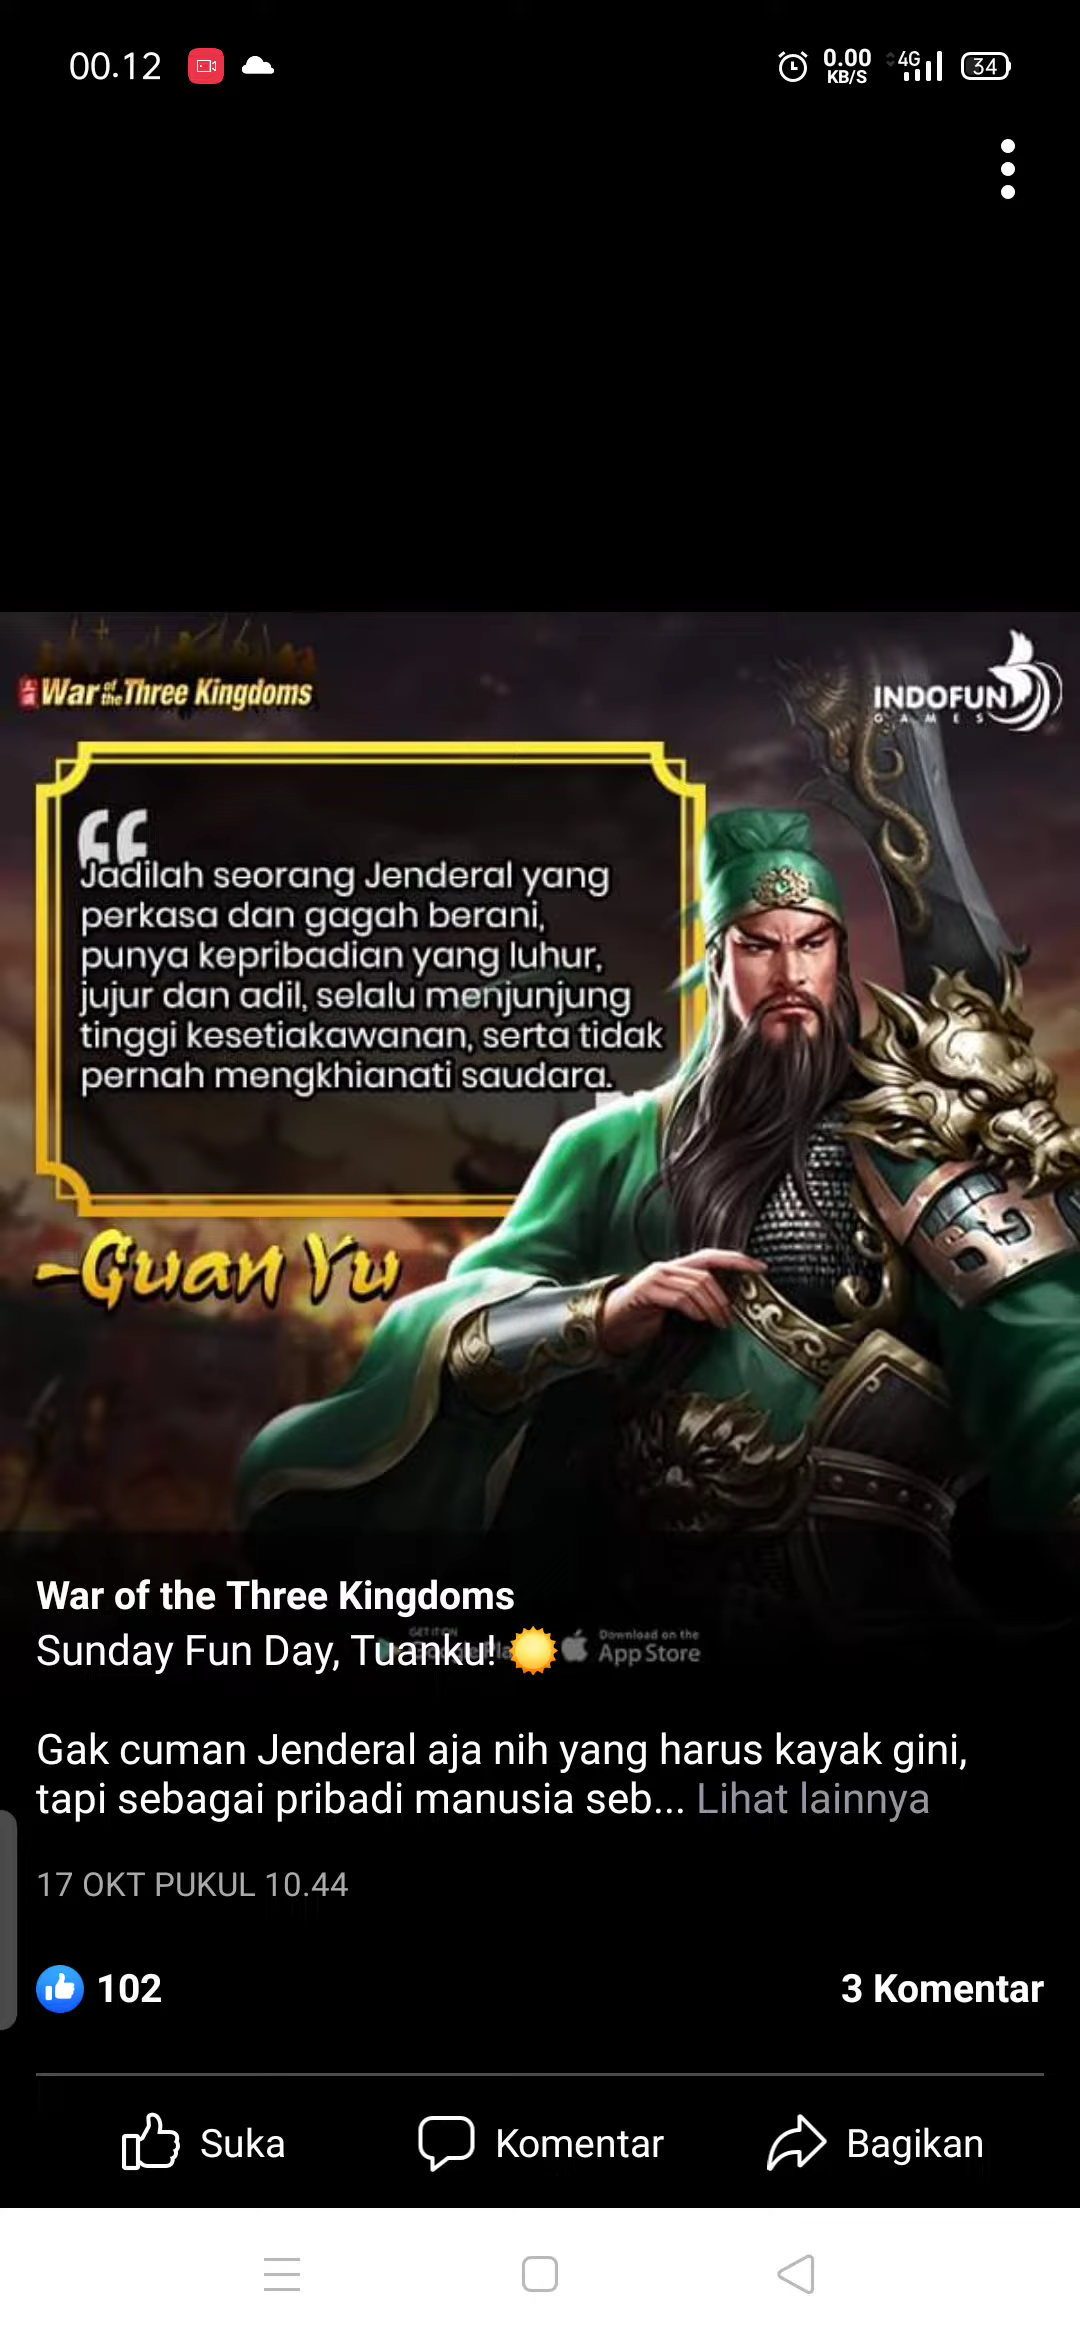 00.12
0.00
KB/S
4G
34
War of the Three Kingdoms
INDOFUN
GAMES
“
Jadilah seorang Jenderal yang
perkasa dan gagah berani,
punya kepribadian yang luhur,
jujur dan adil, selalu menjunjung
tinggi kesetiakawanan, serta tidak
pernah mengkhianati saudara.
-Guan Yu
War of the Three Kingdoms
GET IT ON
Download on the
App Store
Sunday Fun Day, Tuanku! ☀
Gak cuman Jenderal aja nih yang harus kayak gini,
tapi sebagai pribadi manusia seb... Lihat lainnya
17 OKT PUKUL 10.44
102
3 Komentar
Suka
Komentar
Bagikan